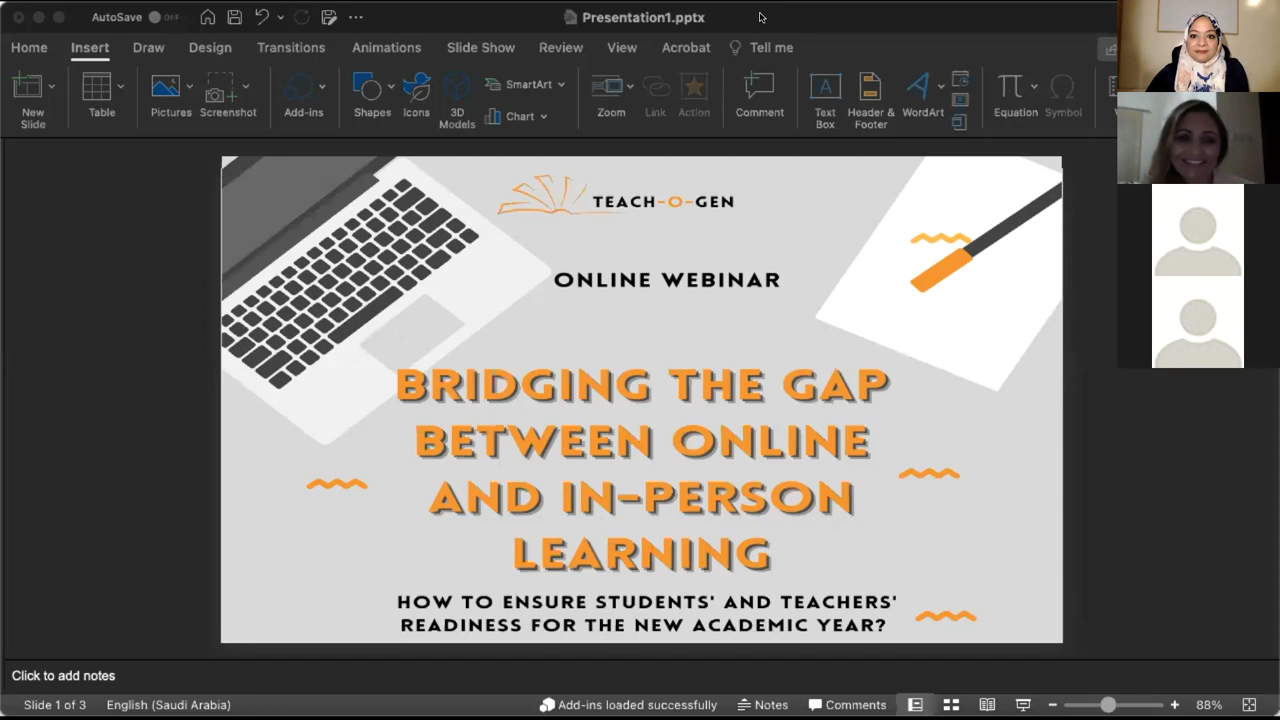 AutoSave OFF
Presentation1.pptx
Home Insert Draw Design Transitions Animations Slide Show Review View Acrobat Tell me
New Slide
Table
Pictures
Screenshot
Add-ins
Shapes
Icons
3D Models
SmartArt
Chart
Zoom
Link
Action
Comment
Text Box
Header & Footer
WordArt
Equation
Symbol
TEACH-O-GEN
ONLINE WEBINAR
BRIDGING THE GAP
BETWEEN ONLINE
AND IN-PERSON
LEARNING
HOW TO ENSURE STUDENTS' AND TEACHERS'
READINESS FOR THE NEW ACADEMIC YEAR?
Click to add notes
Slide 1 of 3 English (Saudi Arabia) Add-ins loaded successfully Notes Comments 88%